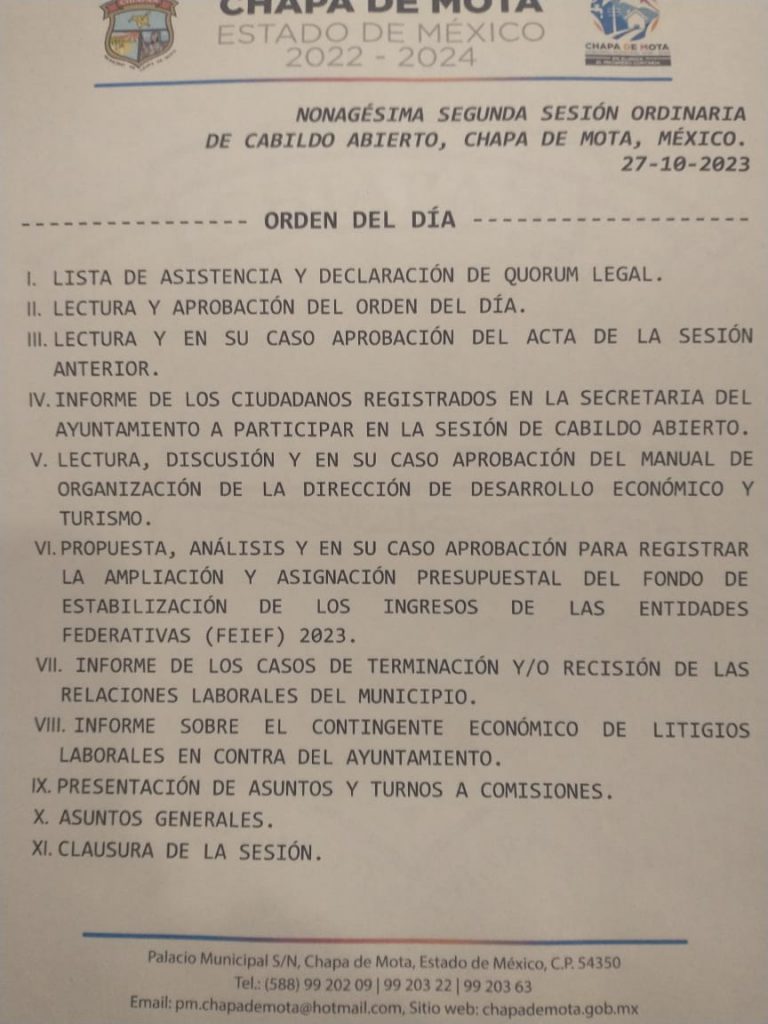 CHAPA DE MOTA
ESTADO DE MÉXICO
2022 - 2024
CHAPA DE MOTA
NONAGÉSIMA SEGUNDA SESIÓN ORDINARIA
DE CABILDO ABIERTO, CHAPA DE MOTA, MÉXICO.
27-10-2023
---------------- ORDEN DEL DÍA -------------------
I. LISTA DE ASISTENCIA Y DECLARACIÓN DE QUORUM LEGAL.
II. LECTURA Y APROBACIÓN DEL ORDEN DEL DÍA.
III. LECTURA Y EN SU CASO APROBACIÓN DEL ACTA DE LA SESIÓN
ANTERIOR.
IV. INFORME DE LOS CIUDADANOS REGISTRADOS EN LA SECRETARIA DEL
AYUNTAMIENTO A PARTICIPAR EN LA SESIÓN DE CABILDO ABIERTO.
V. LECTURA, DISCUSIÓN Y EN SU CASO APROBACIÓN DEL MANUAL DE
ORGANIZACIÓN DE LA DIRECCIÓN DE DESARROLLO ECONÓMICO Y
TURISMO.
VI. PROPUESTA, ANÁLISIS Y EN SU CASO APROBACIÓN PARA REGISTRAR
LA AMPLIACIÓN Y ASIGNACIÓN PRESUPUESTAL DEL FONDO DE
ESTABILIZACIÓN DE LOS INGRESOS DE LAS ENTIDADES
FEDERATIVAS (FEIEF) 2023.
VII. INFORME DE LOS CASOS DE TERMINACIÓN Y/O RECISIÓN DE LAS
RELACIONES LABORALES DEL MUNICIPIO.
VIII. INFORME SOBRE EL CONTINGENTE ECONÓMICO DE LITIGIOS
LABORALES EN CONTRA DEL AYUNTAMIENTO.
IX. PRESENTACIÓN DE ASUNTOS Y TURNOS A COMISIONES.
X. ASUNTOS GENERALES.
XI. CLAUSURA DE LA SESIÓN.
Palacio Municipal S/N, Chapa de Mota, Estado de México, C.P. 54350
Tel.: (588) 99 202 09 | 99 203 22 | 99 203 63
Email: pm.chapademota@hotmail.com, Sitio web: chapademota.gob.mx